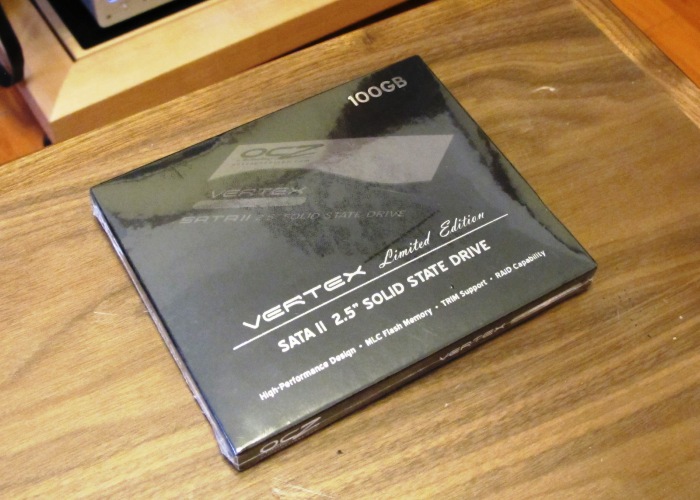 100GB
OCZ
VERTEX
SATA II 2.5" SOLID STATE DRIVE
VERTEX Limited Edition
SATA II 2.5" SOLID STATE DRIVE
High-Performance Design • MLC Flash Memory • TRIM Support • RAID Capability
VERTEX
OCZ